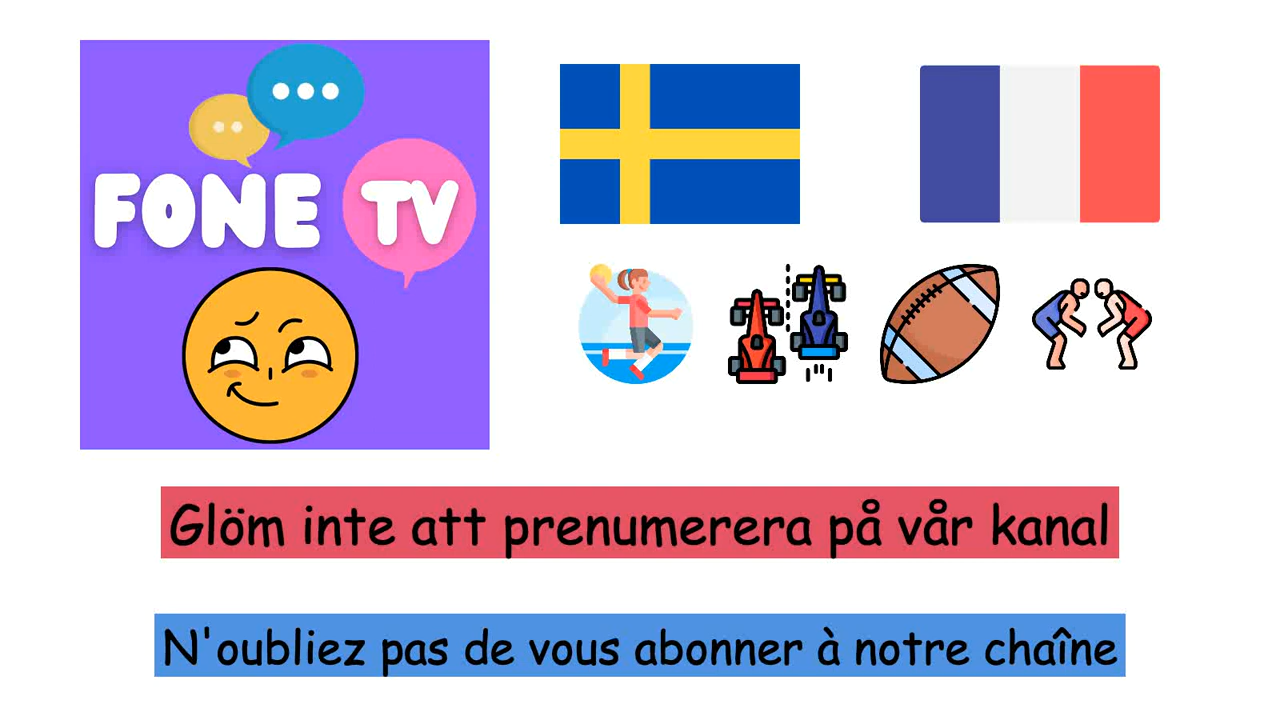 FONE TV
Glöm inte att prenumerera på vår kanal
N'oubliez pas de vous abonner à notre chaîne